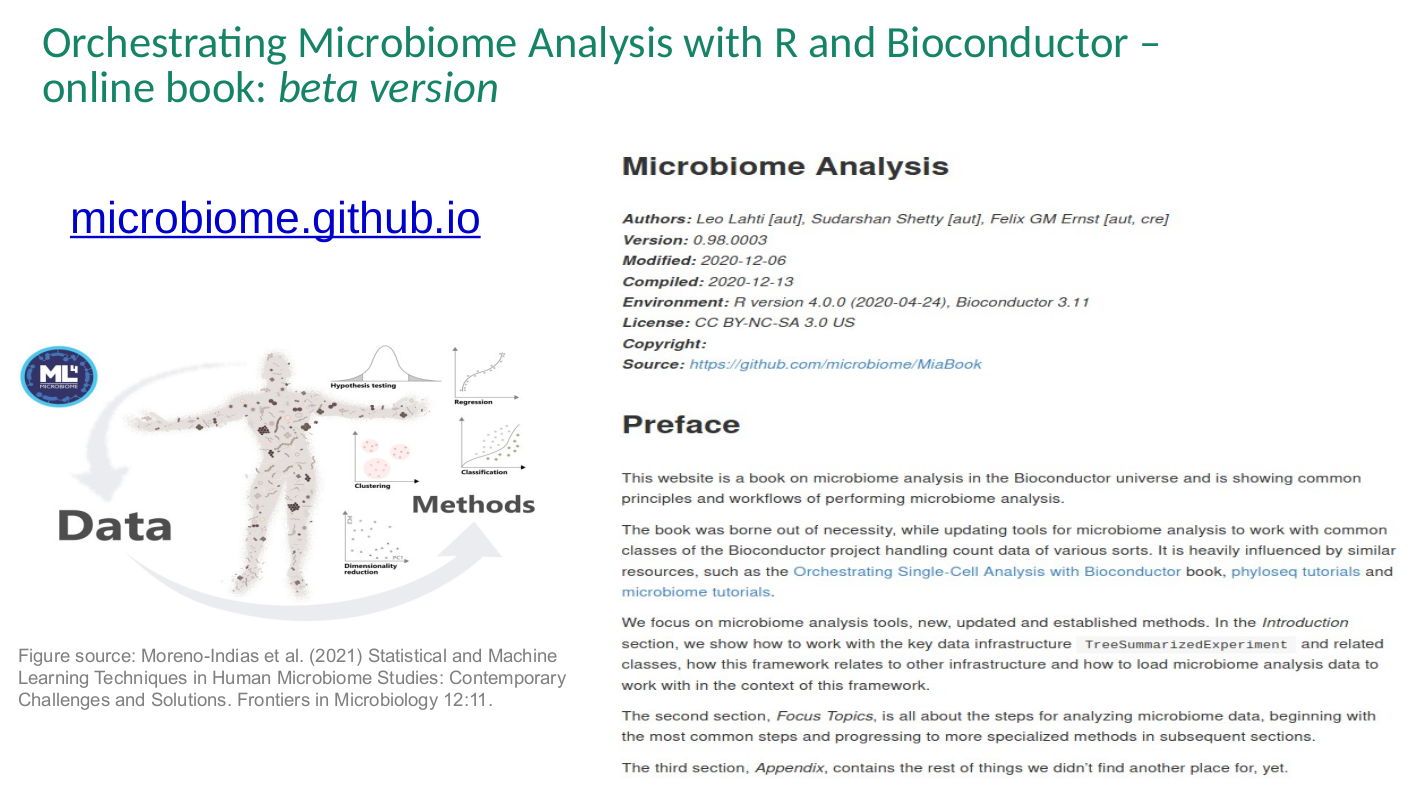 Orchestrating Microbiome Analysis with R and Bioconductor –
online book: beta version
microbiome.github.io
ML4
MICROBIOME
Hypothesis testing
Regression
Clustering
Classification
Data
Methods
PC2
PC1
Dimensionality
reduction
Figure source: Moreno-Indias et al. (2021) Statistical and Machine
Learning Techniques in Human Microbiome Studies: Contemporary
Challenges and Solutions. Frontiers in Microbiology 12:11.
Microbiome Analysis
Authors: Leo Lahti [aut], Sudarshan Shetty [aut], Felix GM Ernst [aut, cre]
Version: 0.98.0003
Modified: 2020-12-06
Compiled: 2020-12-13
Environment: R version 4.0.0 (2020-04-24), Bioconductor 3.11
License: CC BY-NC-SA 3.0 US
Copyright:
Source: https://github.com/microbiome/MiaBook
Preface
This website is a book on microbiome analysis in the Bioconductor universe and is showing common
principles and workflows of performing microbiome analysis.
The book was borne out of necessity, while updating tools for microbiome analysis to work with common
classes of the Bioconductor project handling count data of various sorts. It is heavily influenced by similar
resources, such as the Orchestrating Single-Cell Analysis with Bioconductor book, phyloseq tutorials and
microbiome tutorials.
We focus on microbiome analysis tools, new, updated and established methods. In the Introduction
section, we show how to work with the key data infrastructure TreeSummarizedExperiment and related
classes, how this framework relates to other infrastructure and how to load microbiome analysis data to
work with in the context of this framework.
The second section, Focus Topics, is all about the steps for analyzing microbiome data, beginning with
the most common steps and progressing to more specialized methods in subsequent sections.
The third section, Appendix, contains the rest of things we didn't find another place for, yet.